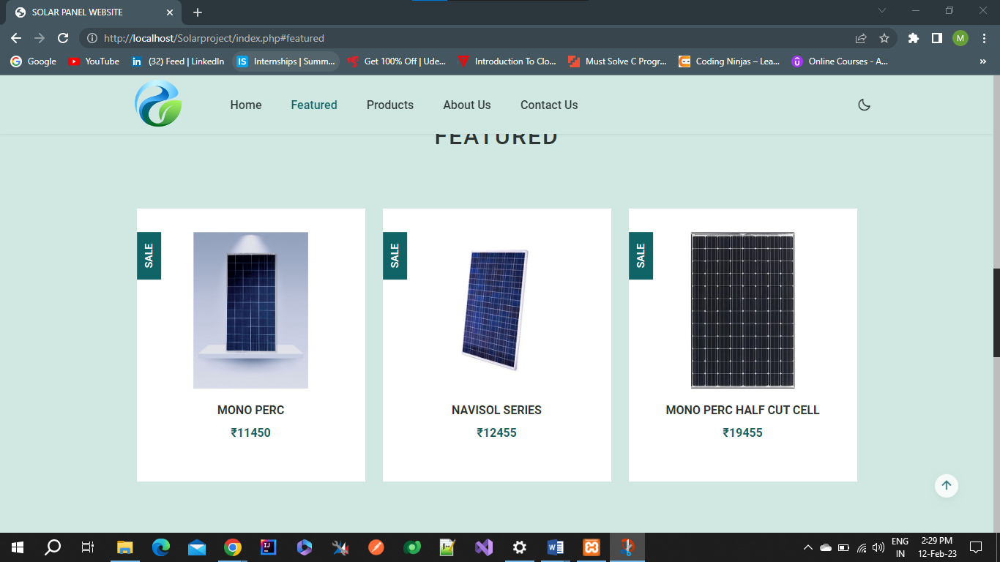 SOLAR PANEL WEBSITE
http://localhost/Solarproject/index.php#featured
M
Google
YouTube
(32) Feed | LinkedIn
Internships | Summ...
Get 100% Off | Ude...
Introduction To Clo...
Must Solve C Progr...
Coding Ninjas – Lea...
Online Courses - A...
»
Home
Featured
Products
About Us
Contact Us
FEATURED
SALE
SALE
SALE
MONO PERC
NAVISOL SERIES
MONO PERC HALF CUT CELL
₹11450
₹12455
₹19455
ENG
IN
2:29 PM
12-Feb-23